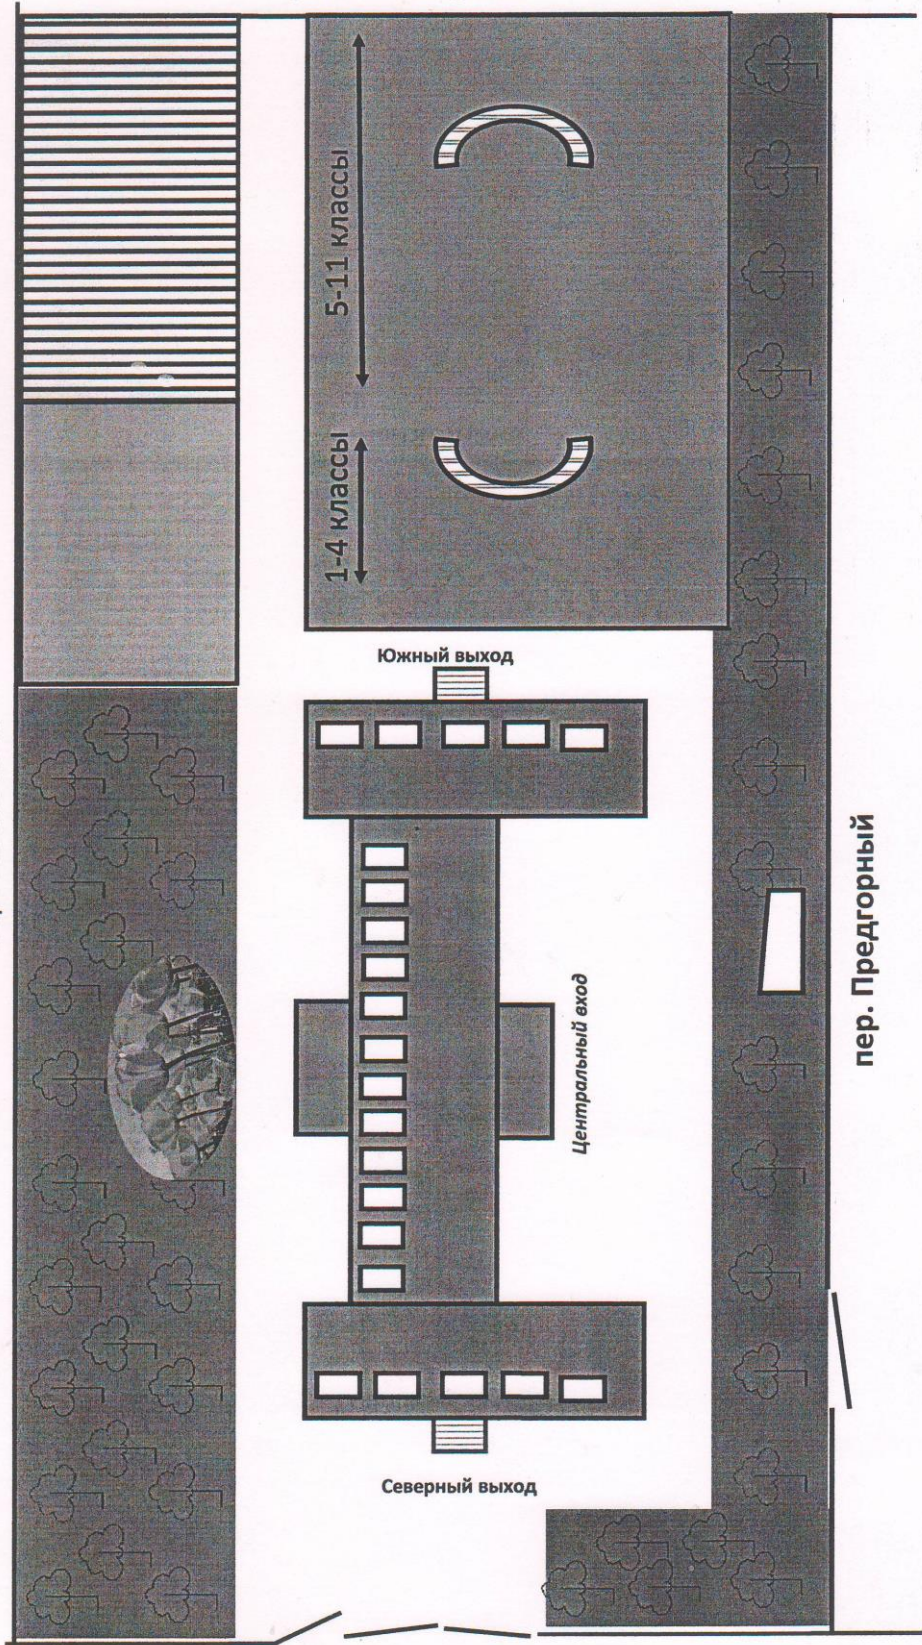 5-11 классы
1-4 классы
Южный выход
Центральный вход
пер. Предгорный
Северный выход